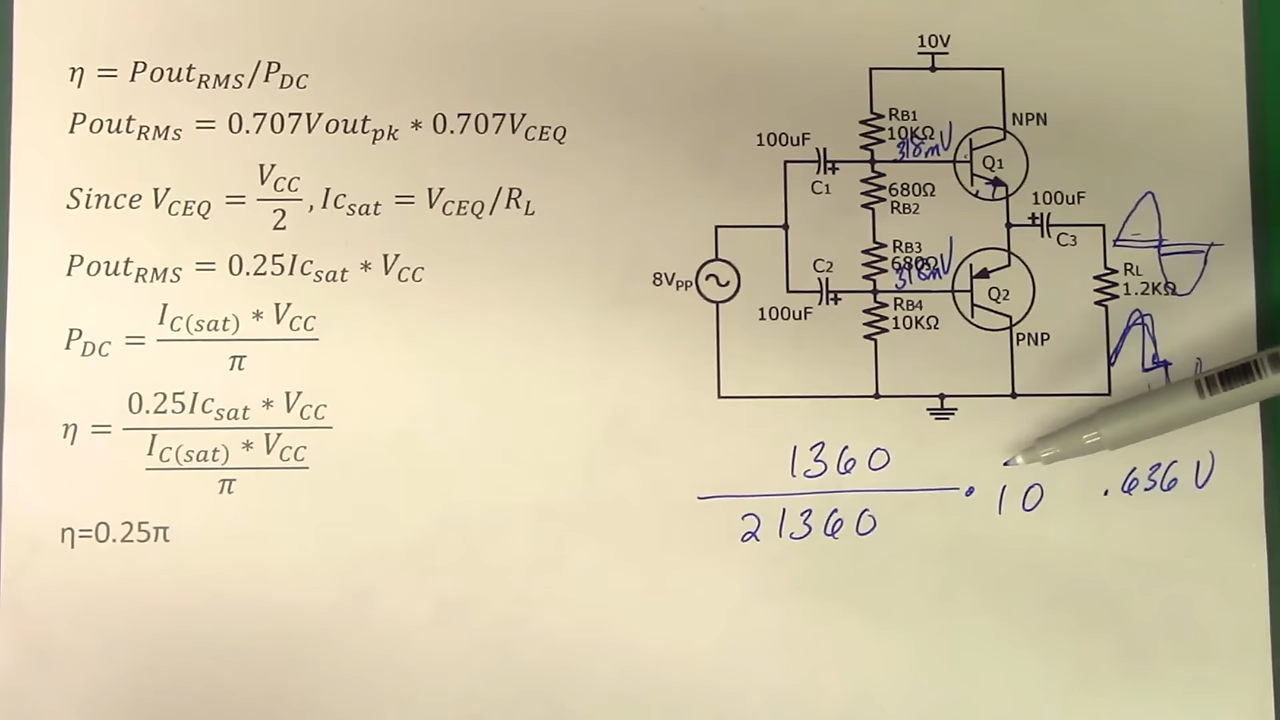 η = Pout_RMS/P_DC
Pout_RMS = 0.707Vout_pk * 0.707V_CEQ
Since V_CEQ = V_CC/2, Ic_sat = V_CEQ/R_L
Pout_RMS = 0.25Ic_sat * V_CC
P_DC = I_C(sat) * V_CC / π
η = 0.25Ic_sat * V_CC
I_C(sat) * V_CC
π
η=0.25π
10V
RB1
10KΩ
318mV
NPN
100uF
C1
Q1
680Ω
RB2
100uF
C3
RB3
680Ω
318mV
8VPP
C2
100uF
Q2
RL
1.2KΩ
RB4
10KΩ
PNP
1360
21360
· 10
.636 V